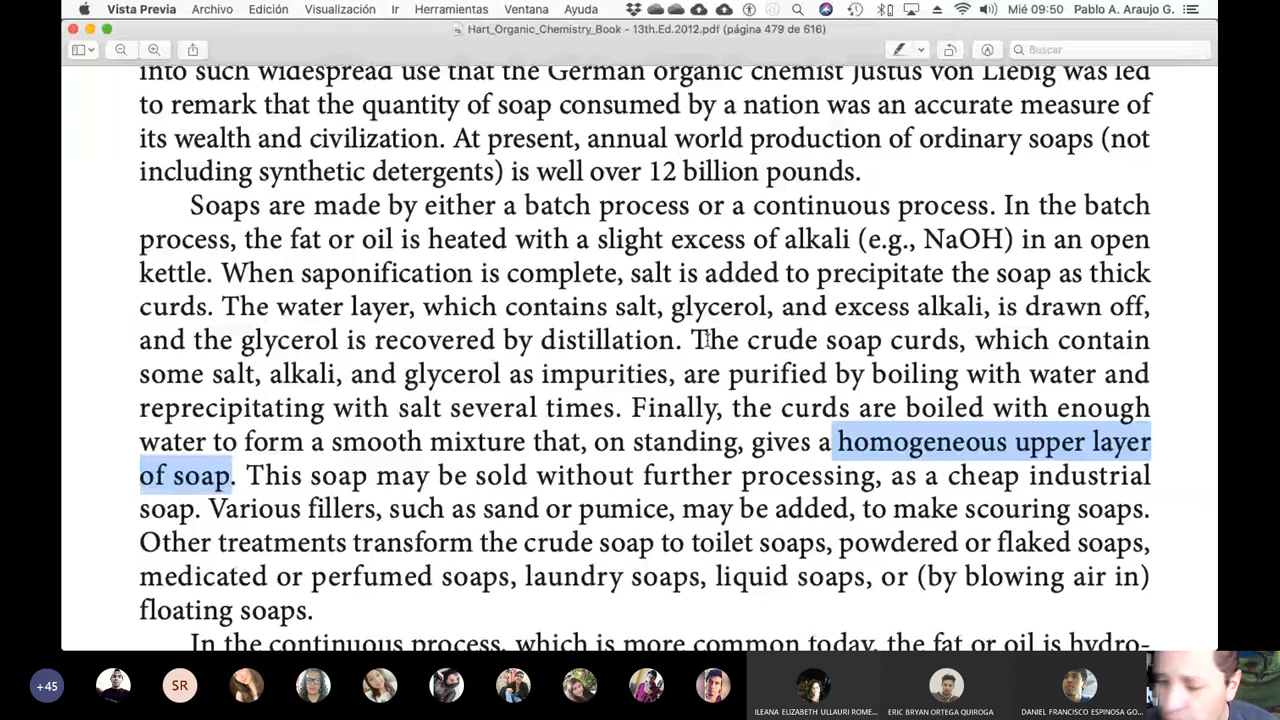 Vista Previa Archivo Edición Visualización Ir Herramientas Ventana Ayuda Mié 09:50 Pablo A. Araujo G.
Hart_Organic_Chemistry_Book - 13th.Ed.2012.pdf (página 479 de 616)
Buscar
into such widespread use that the German organic chemist Justus von Liebig was led
to remark that the quantity of soap consumed by a nation was an accurate measure of
its wealth and civilization. At present, annual world production of ordinary soaps (not
including synthetic detergents) is well over 12 billion pounds.
Soaps are made by either a batch process or a continuous process. In the batch
process, the fat or oil is heated with a slight excess of alkali (e.g., NaOH) in an open
kettle. When saponification is complete, salt is added to precipitate the soap as thick
curds. The water layer, which contains salt, glycerol, and excess alkali, is drawn off,
and the glycerol is recovered by distillation. The crude soap curds, which contain
some salt, alkali, and glycerol as impurities, are purified by boiling with water and
reprecipitating with salt several times. Finally, the curds are boiled with enough
water to form a smooth mixture that, on standing, gives a homogeneous upper layer
of soap. This soap may be sold without further processing, as a cheap industrial
soap. Various fillers, such as sand or pumice, may be added, to make scouring soaps.
Other treatments transform the crude soap to toilet soaps, powdered or flaked soaps,
medicated or perfumed soaps, laundry soaps, liquid soaps, or (by blowing air in)
floating soaps.
In the continuous process, which is more common today, the fat or oil is hydro-
+45
SR
ILEANA ELIZABETH ULLAURI ROME...
ERIC BRYAN ORTEGA QUIROGA
DANIEL FRANCISCO ESPINOSA GO...